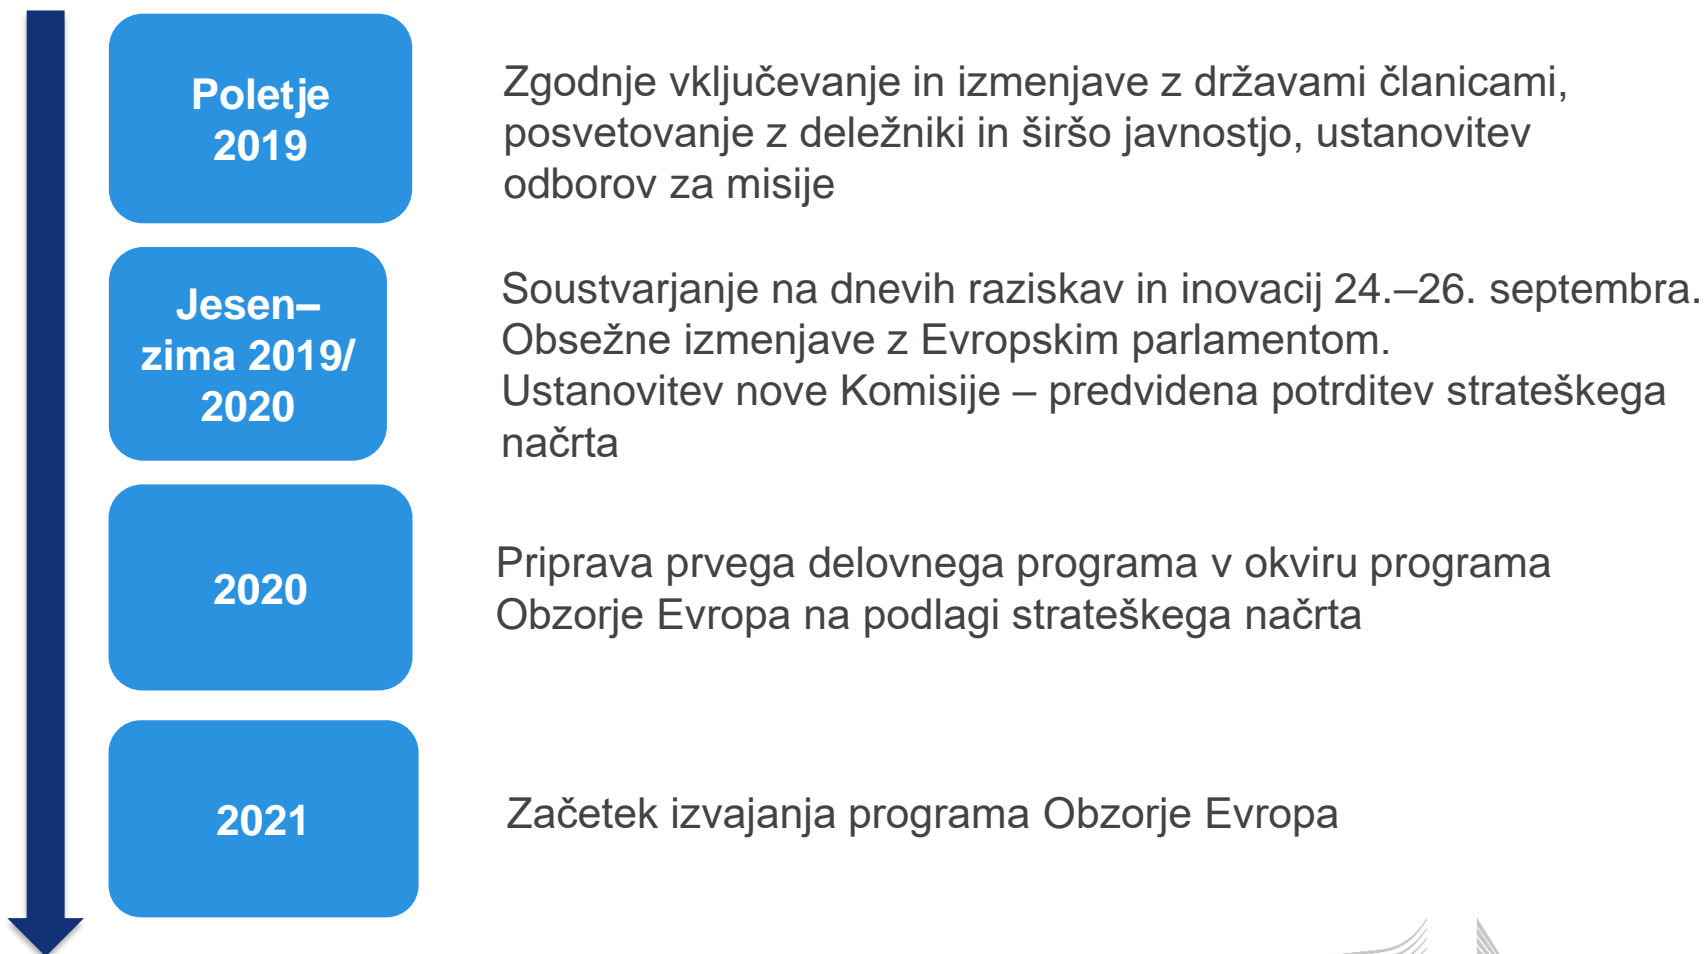 Poletje
2019
Zgodnje vključevanje in izmenjave z državami članicami,
posvetovanje z deležniki in širšo javnostjo, ustanovitev
odborov za misije
Jesen–
zima 2019/
2020
Soustvarjanje na dnevih raziskav in inovacij 24.–26. septembra.
Obsežne izmenjave z Evropskim parlamentom.
Ustanovitev nove Komisije – predvidena potrditev strateškega
načrta
2020
Priprava prvega delovnega programa v okviru programa
Obzorje Evropa na podlagi strateškega načrta
2021
Začetek izvajanja programa Obzorje Evropa